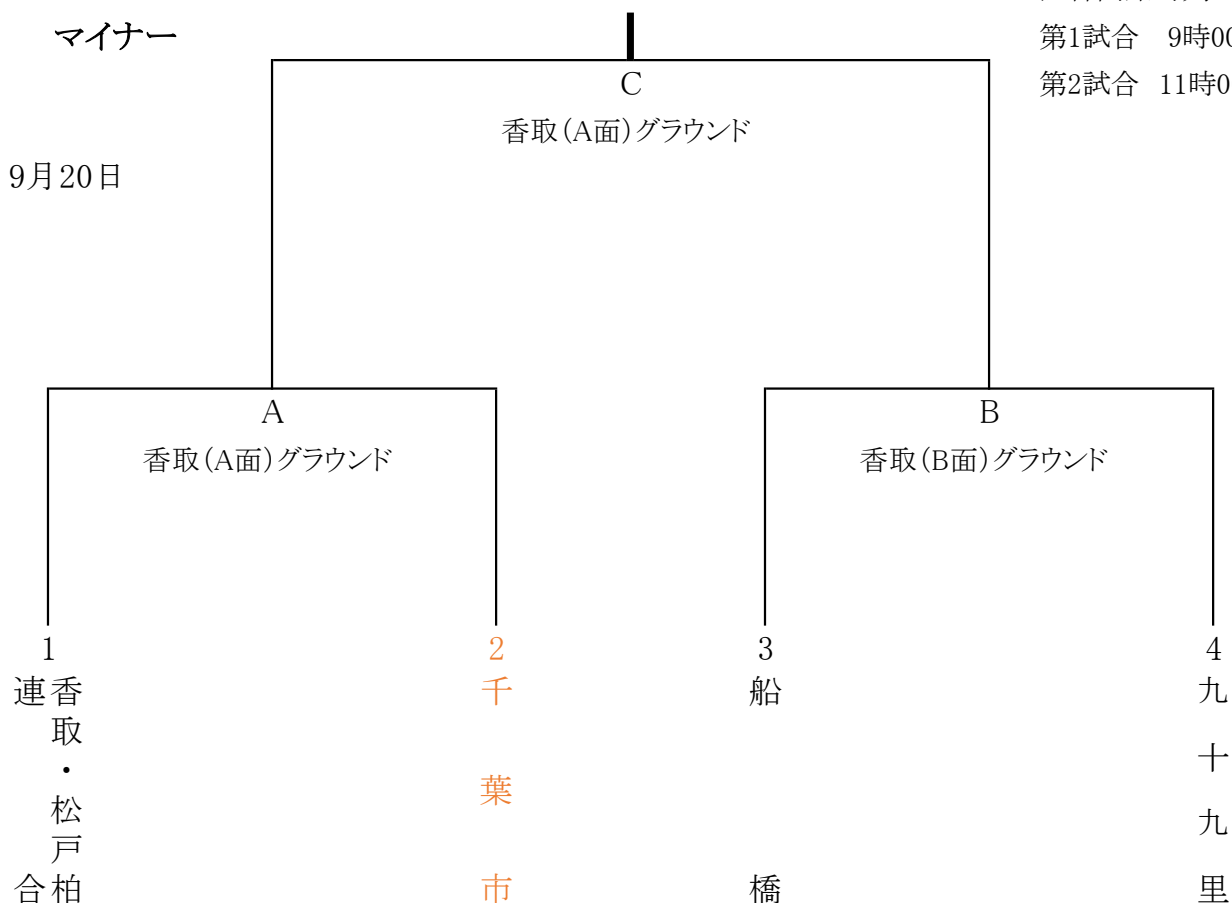 マイナー
第1試合 9時00
第2試合 11時0
C
香取(A面)グラウンド
9月20日
A
香取(A面)グラウンド
B
香取(B面)グラウンド
1
香取・松戸柏
連合
2
千葉市
3
船橋
4
九十九里